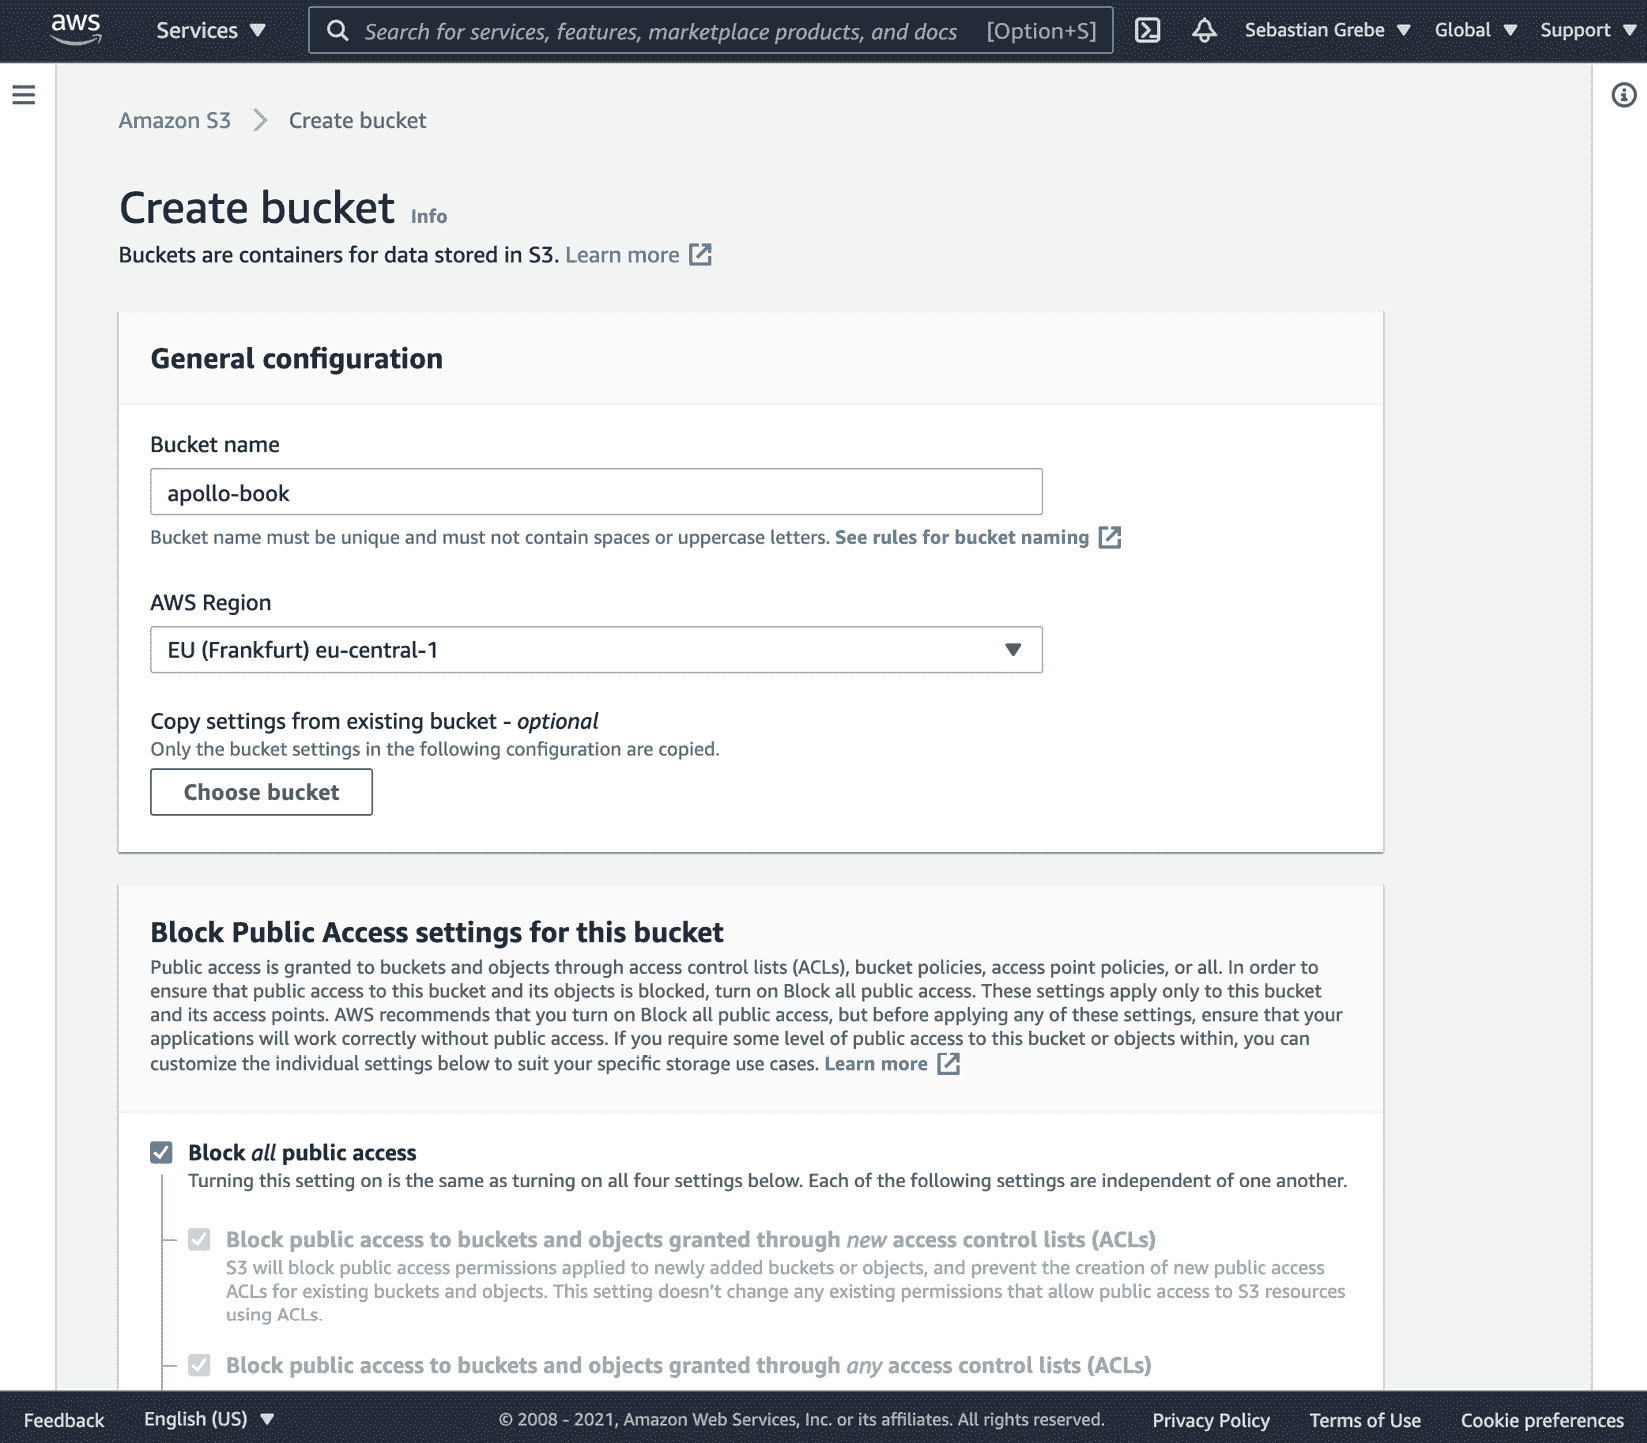 aws Services Search for services, features, marketplace products, and docs [Option+S] Sebastian Grebe Global Support
Amazon S3 Create bucket
Create bucket Info
Buckets are containers for data stored in S3. Learn more
General configuration
Bucket name
apollo-book
Bucket name must be unique and must not contain spaces or uppercase letters. See rules for bucket naming
AWS Region
EU (Frankfurt) eu-central-1
Copy settings from existing bucket - optional
Only the bucket settings in the following configuration are copied.
Choose bucket
Block Public Access settings for this bucket
Public access is granted to buckets and objects through access control lists (ACLs), bucket policies, access point policies, or all. In order to
ensure that public access to this bucket and its objects is blocked, turn on Block all public access. These settings apply only to this bucket
and its access points. AWS recommends that you turn on Block all public access, but before applying any of these settings, ensure that your
applications will work correctly without public access. If you require some level of public access to this bucket or objects within, you can
customize the individual settings below to suit your specific storage use cases. Learn more
Block all public access
Turning this setting on is the same as turning on all four settings below. Each of the following settings are independent of one another.
Block public access to buckets and objects granted through new access control lists (ACLs)
S3 will block public access permissions applied to newly added buckets or objects, and prevent the creation of new public access
ACLs for existing buckets and objects. This setting doesn't change any existing permissions that allow public access to S3 resources
using ACLs.
Block public access to buckets and objects granted through any access control lists (ACLs)
Feedback English (US) © 2008 - 2021, Amazon Web Services, Inc. or its affiliates. All rights reserved. Privacy Policy Terms of Use Cookie preferences